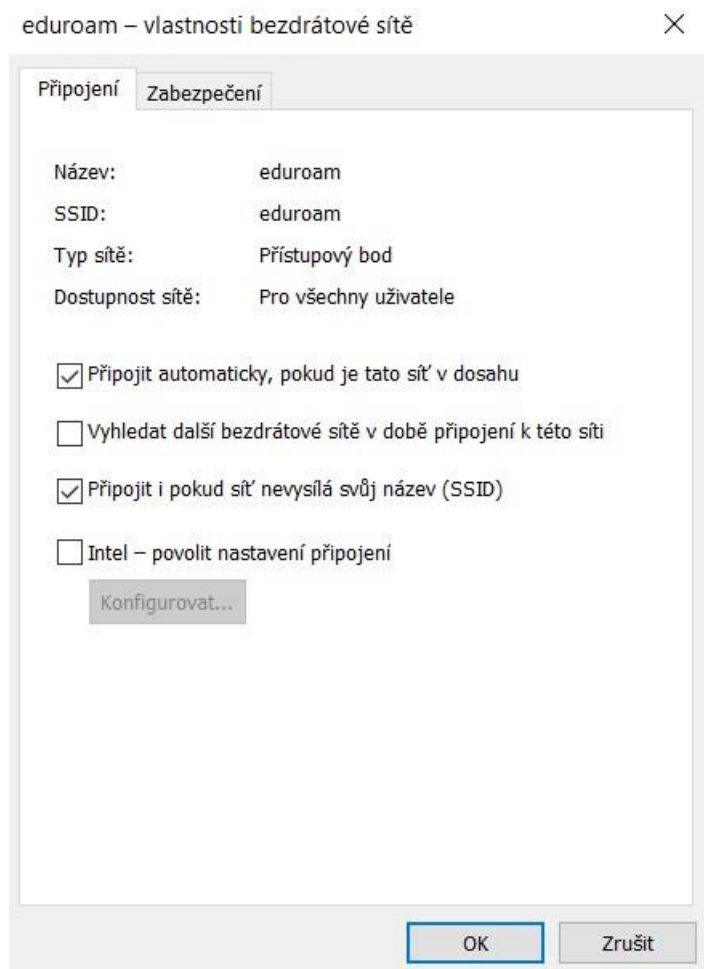 eduroam – vlastnosti bezdrátové sítě
Připojení Zabezpečení
Název: eduroam
SSID: eduroam
Typ sítě: Přístupový bod
Dostupnost sítě: Pro všechny uživatele
Připojit automaticky, pokud je tato síť v dosahu
Vyhledat další bezdrátové sítě v době připojení k této síti
Připojit i pokud síť nevysílá svůj název (SSID)
Intel – povolit nastavení připojení
Konfigurovat...
OK Zrušit